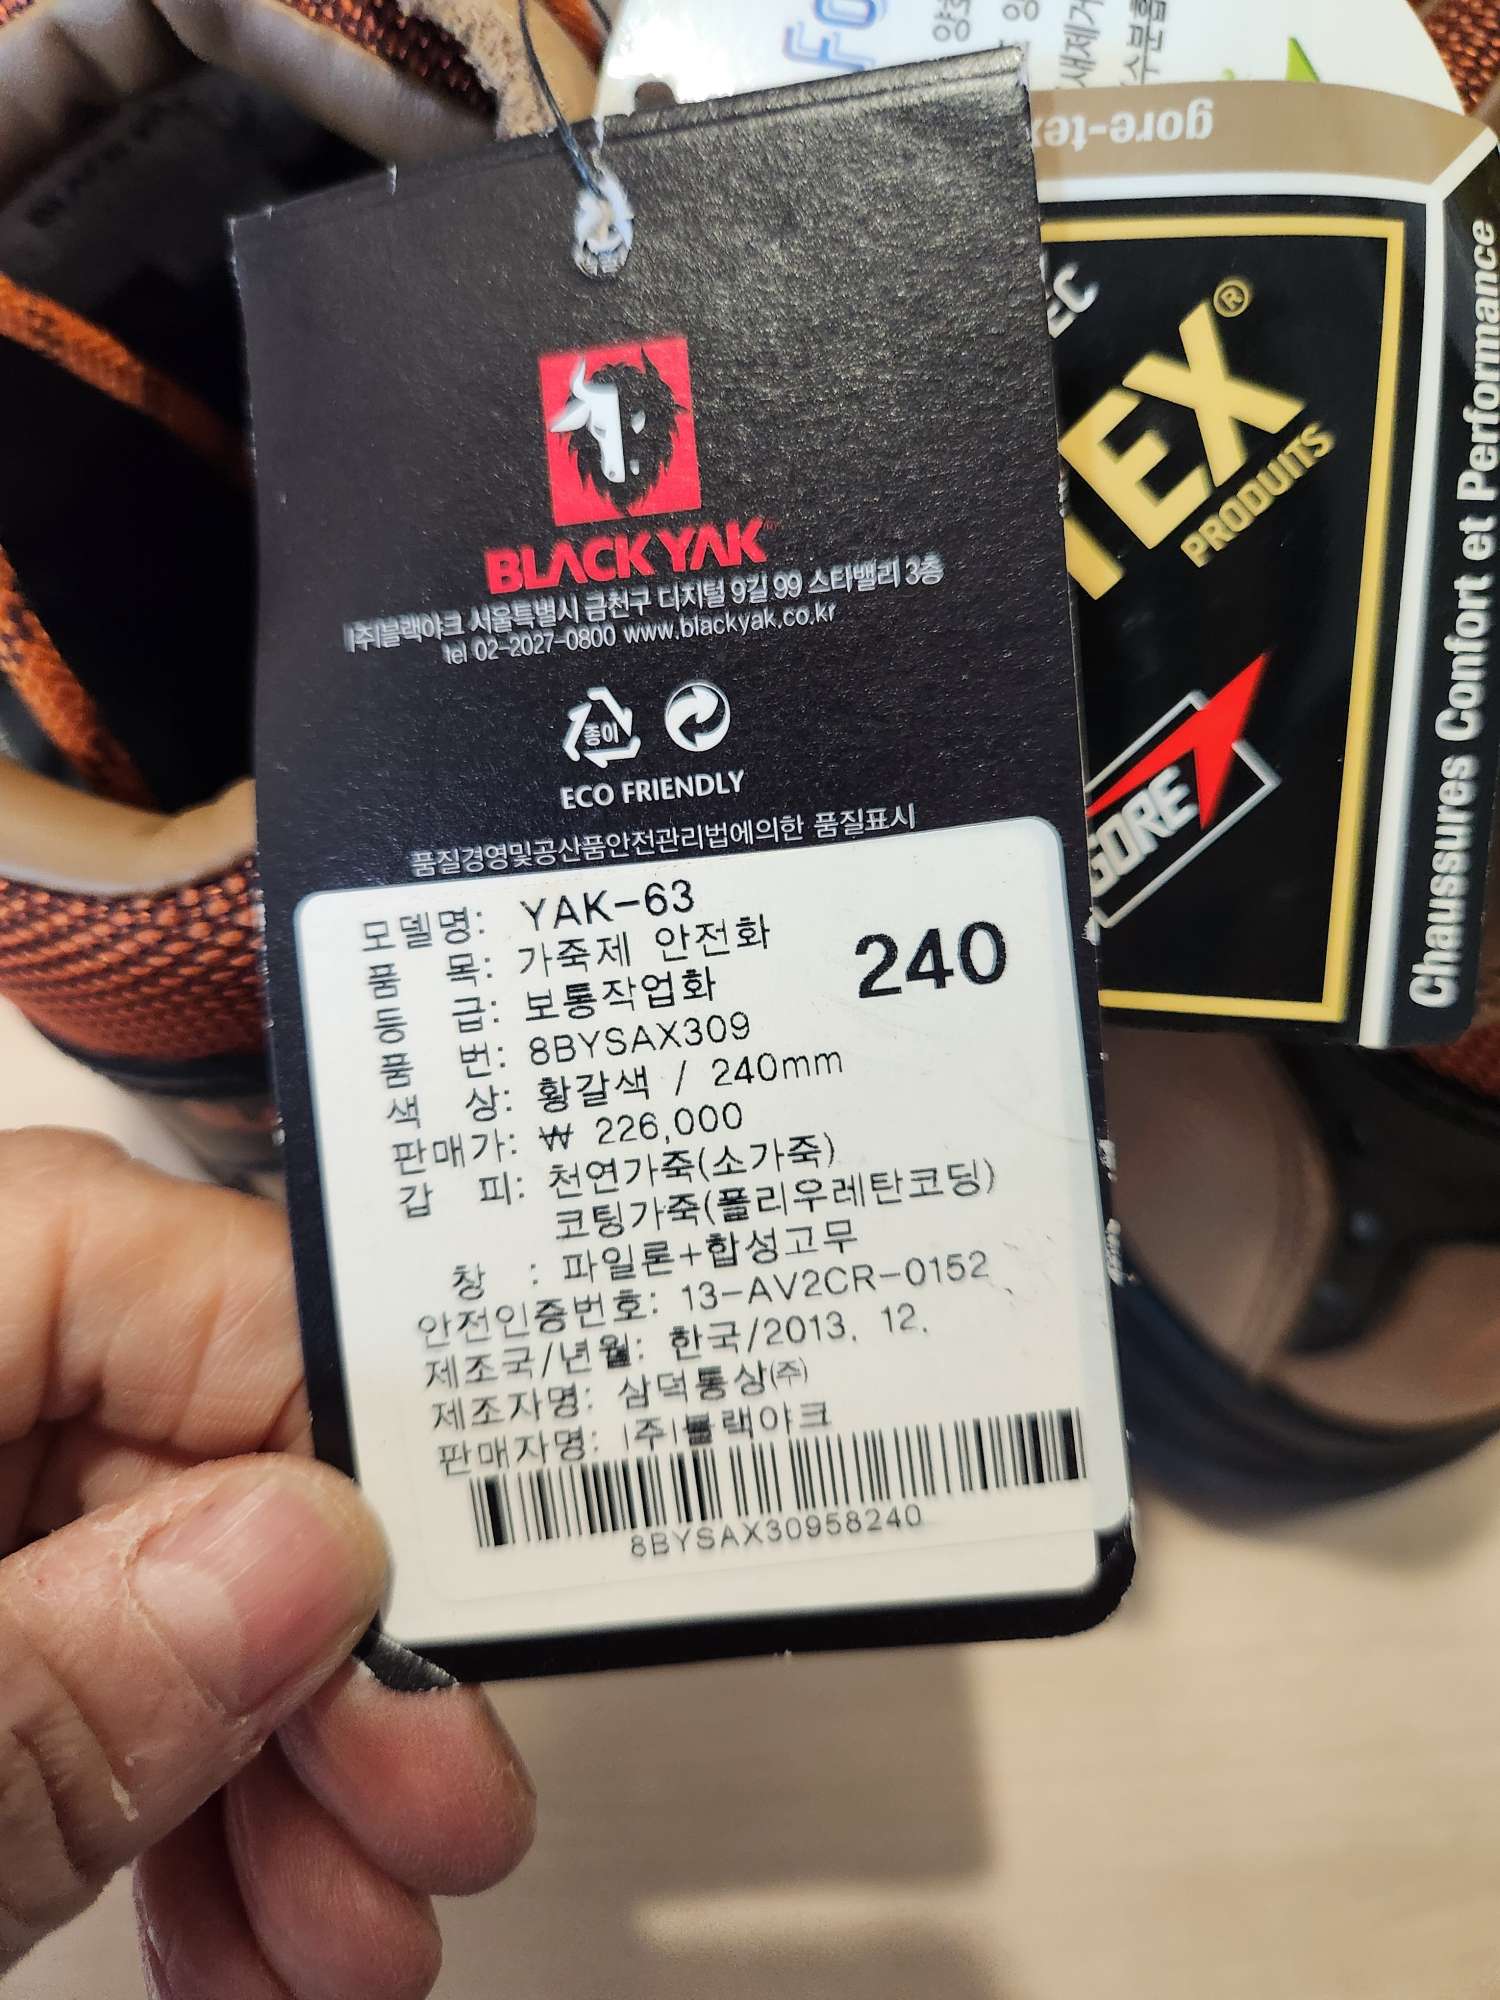 BLACKYAK
(주)블랙야크 서울특별시 금천구 디지털 9길 99 스타밸리 3층
tel 02-2027-0800 www.blackyak.co.kr
종이
ECO FRIENDLY
품질경영및공산품안전관리법에의한 품질표시
모델명: YAK-63
240
품 목: 가죽제 안전화
등 급: 보통작업화
품 번: 8BYSAX309
색 상: 황갈색 / 240mm
판매가: ₩ 226,000
갑 피: 천연가죽(소가죽)
코팅가죽(폴리우레탄코딩)
창 : 파일론+합성고무
안전인증번호: 13-AV2CR-0152
제조국/년월: 한국/2013. 12.
제조자명: 삼덕통상(주)
판매자명: (주)블랙야크
8BYSAX30958240
gore-tex
TEX®
PRODUITS
GORE
Chaussures Confort et Performance